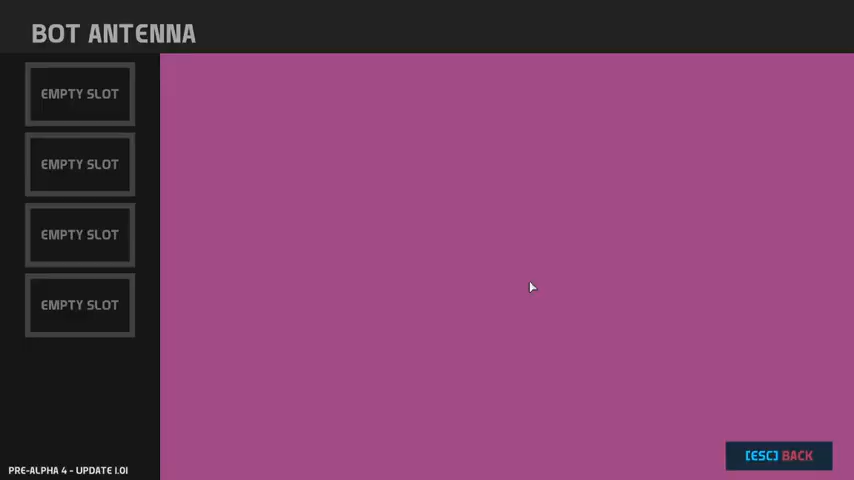 BOT ANTENNA
EMPTY SLOT
EMPTY SLOT
EMPTY SLOT
EMPTY SLOT
PRE-ALPHA 4 - UPDATE 1.01
[ESC] BACK